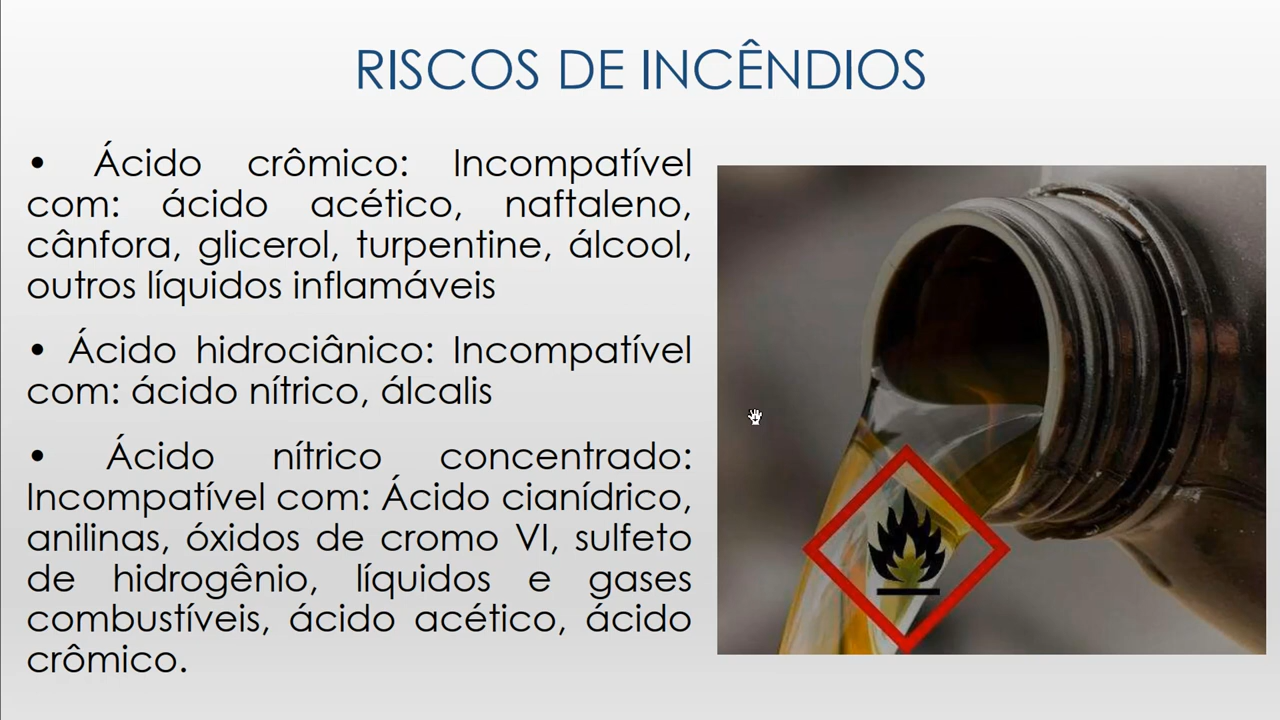 RISCOS DE INCÊNDIOS
• Ácido crômico: Incompatível
com: ácido acético, naftaleno,
cânfora, glicerol, turpentine, álcool,
outros líquidos inflamáveis
• Ácido hidrociânico: Incompatível
com: ácido nítrico, álcalis
• Ácido nítrico concentrado:
Incompatível com: Ácido cianídrico,
anilinas, óxidos de cromo VI, sulfeto
de hidrogênio, líquidos e gases
combustíveis, ácido acético, ácido
crômico.